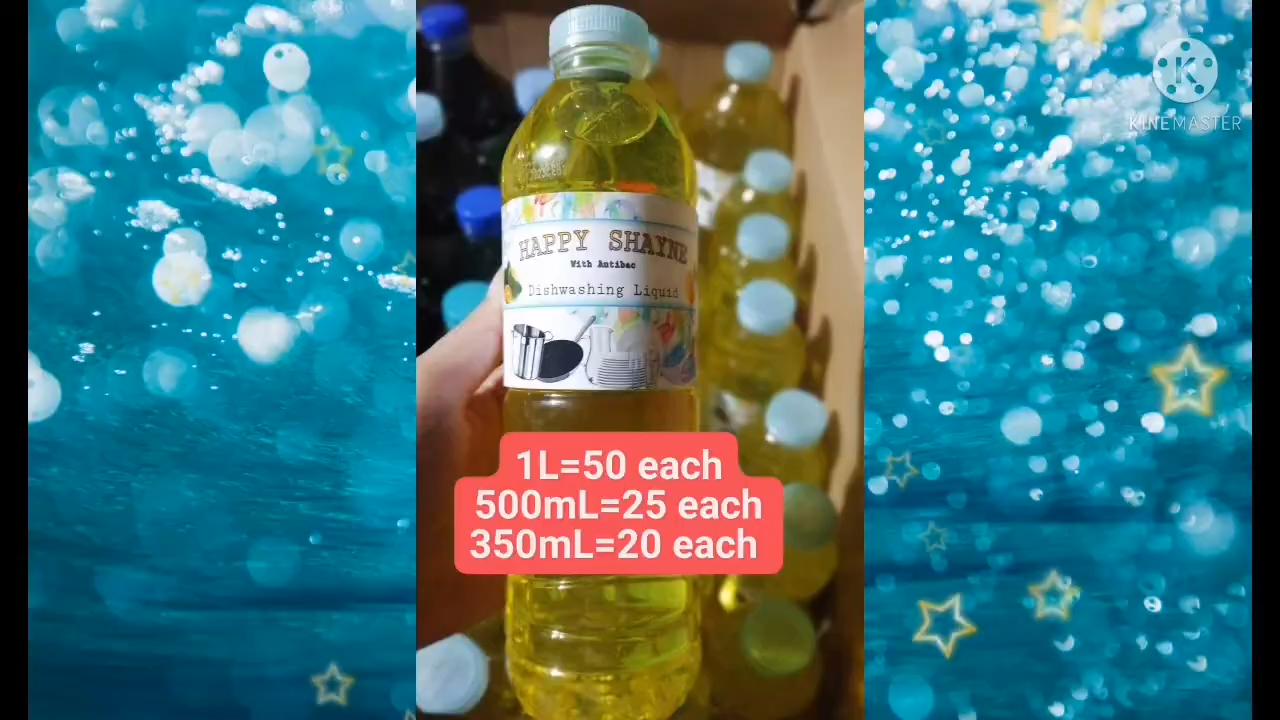 HAPPY SHAYNE
With Antibac
Dishwashing Liquid
1L=50 each
500mL=25 each
350mL=20 each
K
KINEMASTER